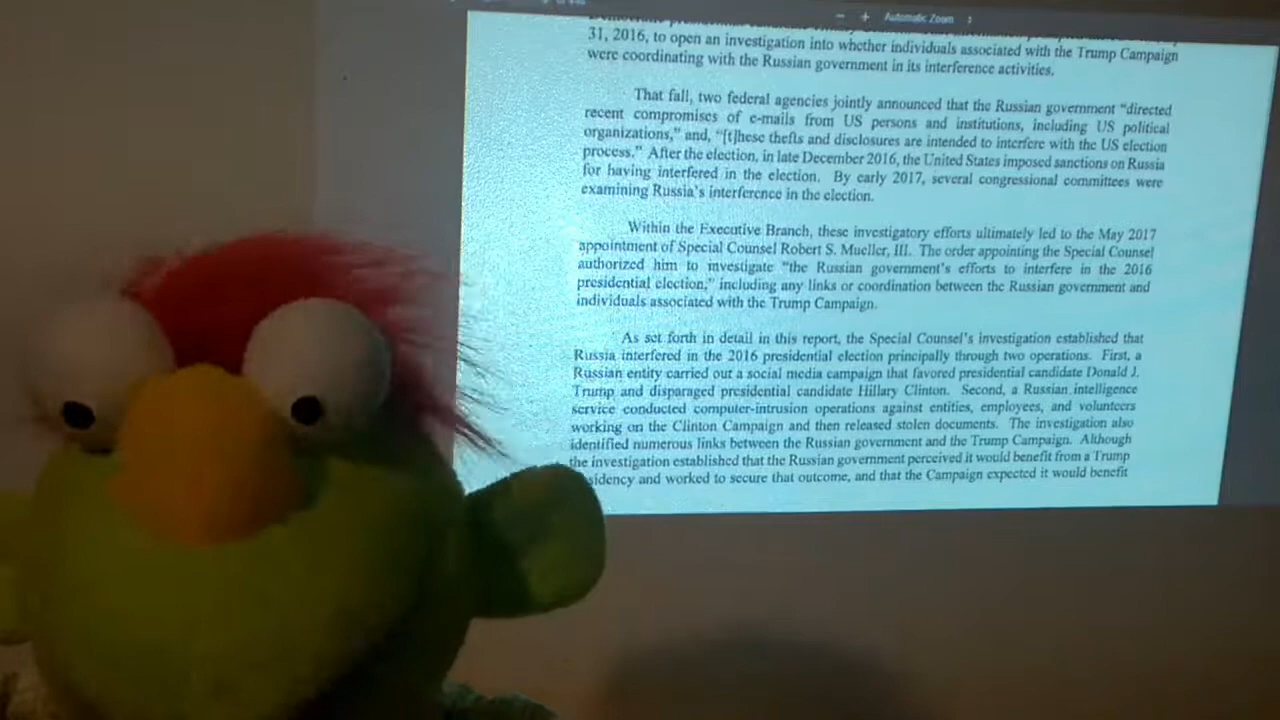 Automatic Zoom
31, 2016, to open an investigation into whether individuals associated with the Trump Campaign
were coordinating with the Russian government in its interference activities.
That fall, two federal agencies jointly announced that the Russian government “directed
recent compromises of e-mails from US persons and institutions, including US political
organizations,” and, “[t]hese thefts and disclosures are intended to interfere with the US election
process.” After the election, in late December 2016, the United States imposed sanctions on Russia
for having interfered in the election. By early 2017, several congressional committees were
examining Russia’s interference in the election.
Within the Executive Branch, these investigatory efforts ultimately led to the May 2017
appointment of Special Counsel Robert S. Mueller, III. The order appointing the Special Counsel
authorized him to investigate “the Russian government’s efforts to interfere in the 2016
presidential election,” including any links or coordination between the Russian government and
individuals associated with the Trump Campaign.
As set forth in detail in this report, the Special Counsel’s investigation established that
Russia interfered in the 2016 presidential election principally through two operations. First, a
Russian entity carried out a social media campaign that favored presidential candidate Donald J.
Trump and disparaged presidential candidate Hillary Clinton. Second, a Russian intelligence
service conducted computer-intrusion operations against entities, employees, and volunteers
working on the Clinton Campaign and then released stolen documents. The investigation also
identified numerous links between the Russian government and the Trump Campaign. Although
the investigation established that the Russian government perceived it would benefit from a Trump
sidency and worked to secure that outcome, and that the Campaign expected it would benefit